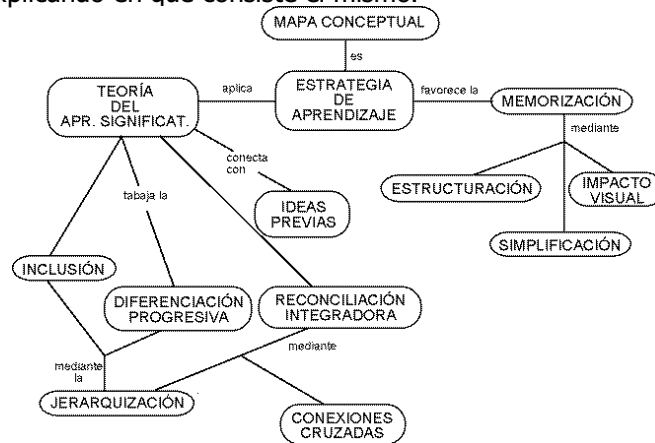 plicando en qué consiste el mismo.
MAPA CONCEPTUAL
es
TEORÍA
DEL
APR. SIGNIFICAT.
aplica
ESTRATEGIA
DE
APRENDIZAJE
favorece la
MEMORIZACIÓN
mediante
conecta
con
ESTRUCTURACIÓN
IMPACTO
VISUAL
tabaja la
IDEAS
PREVIAS
SIMPLIFICACIÓN
INCLUSIÓN
DIFERENCIACIÓN
PROGRESIVA
RECONCILIACIÓN
INTEGRADORA
mediante
la
mediante
JERARQUIZACIÓN
CONEXIONES
CRUZADAS